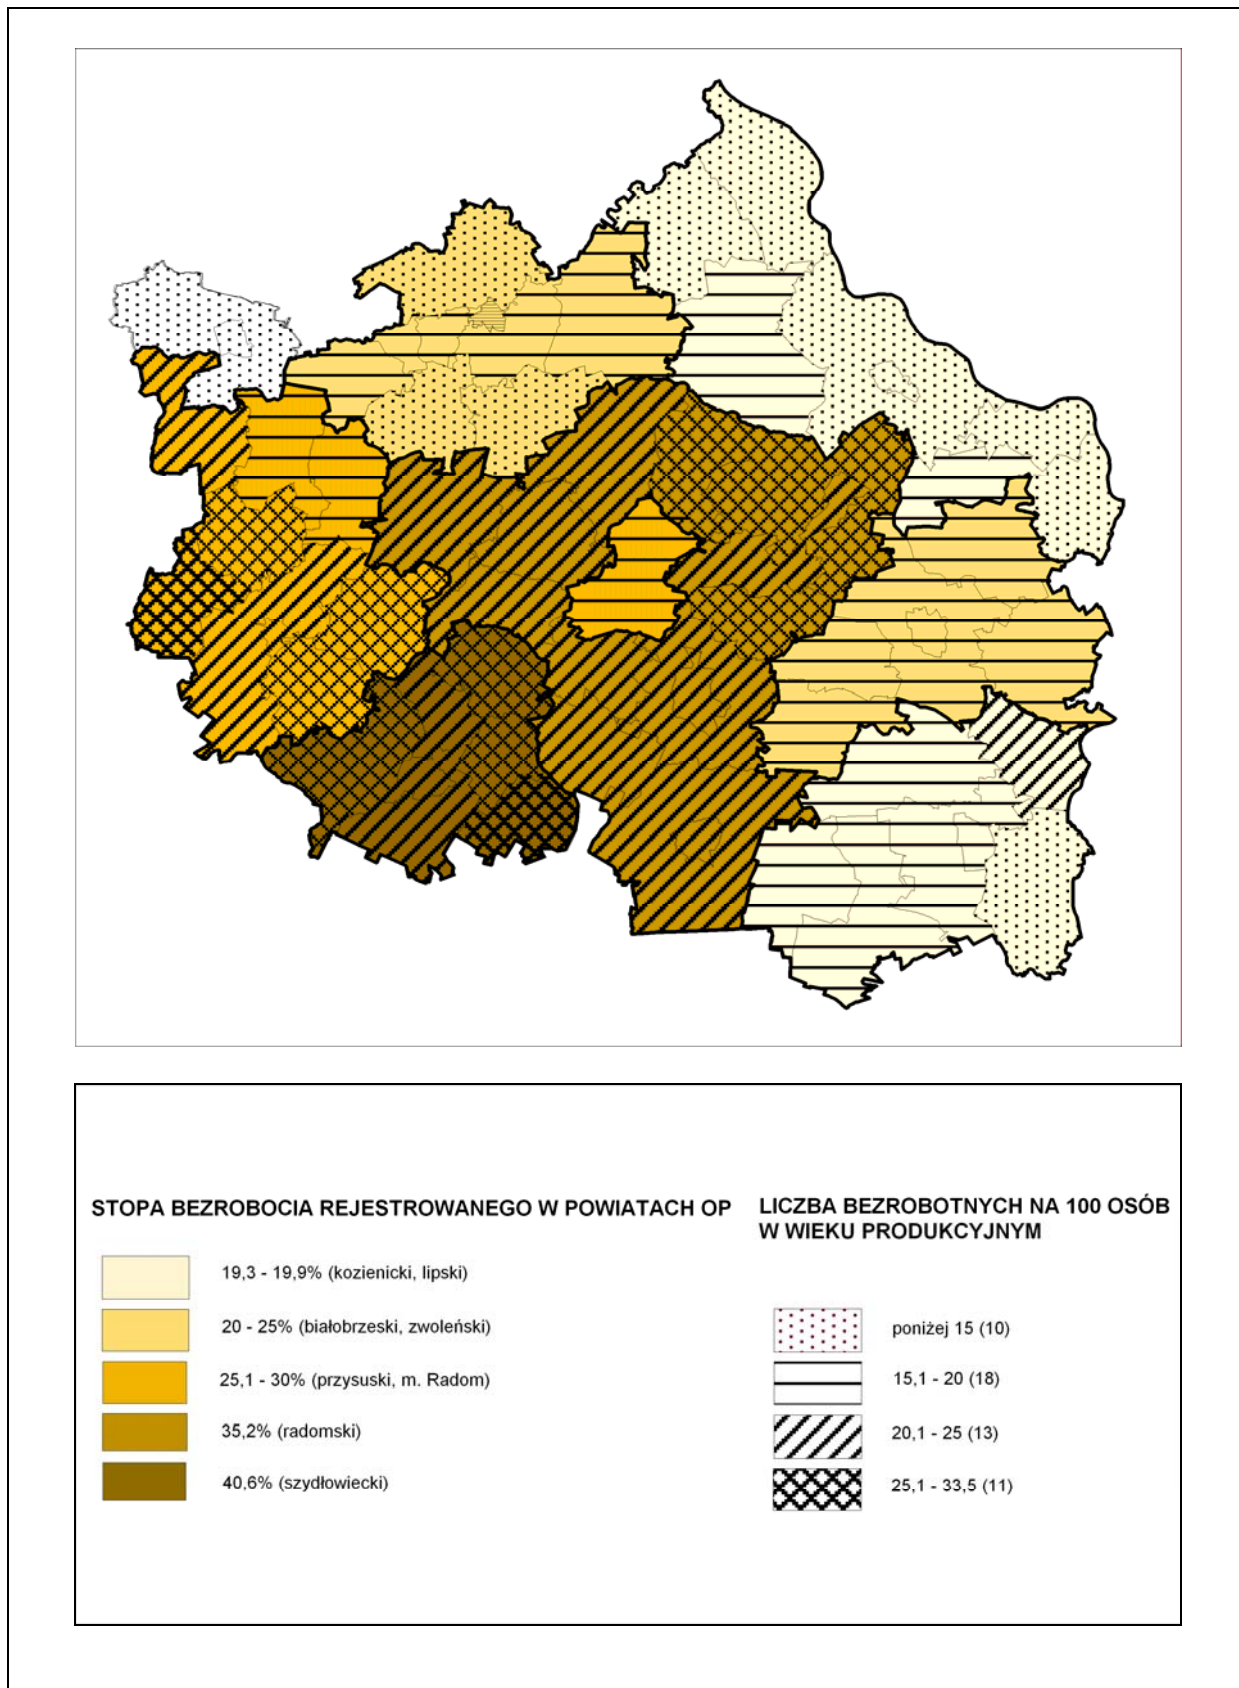 STOPA BEZROBOCIA REJESTROWANEGO W POWIATACH OP
19,3 - 19,9% (kozienicki, lipski)
20 - 25% (białobrzeski, zwoleński)
25,1 - 30% (przysuski, m. Radom)
35,2% (radomski)
40,6% (szydłowiecki)
LICZBA BEZROBOTNYCH NA 100 OSÓB
W WIEKU PRODUKCYJNYM
poniżej 15 (10)
15,1 - 20 (18)
20,1 - 25 (13)
25,1 - 33,5 (11)